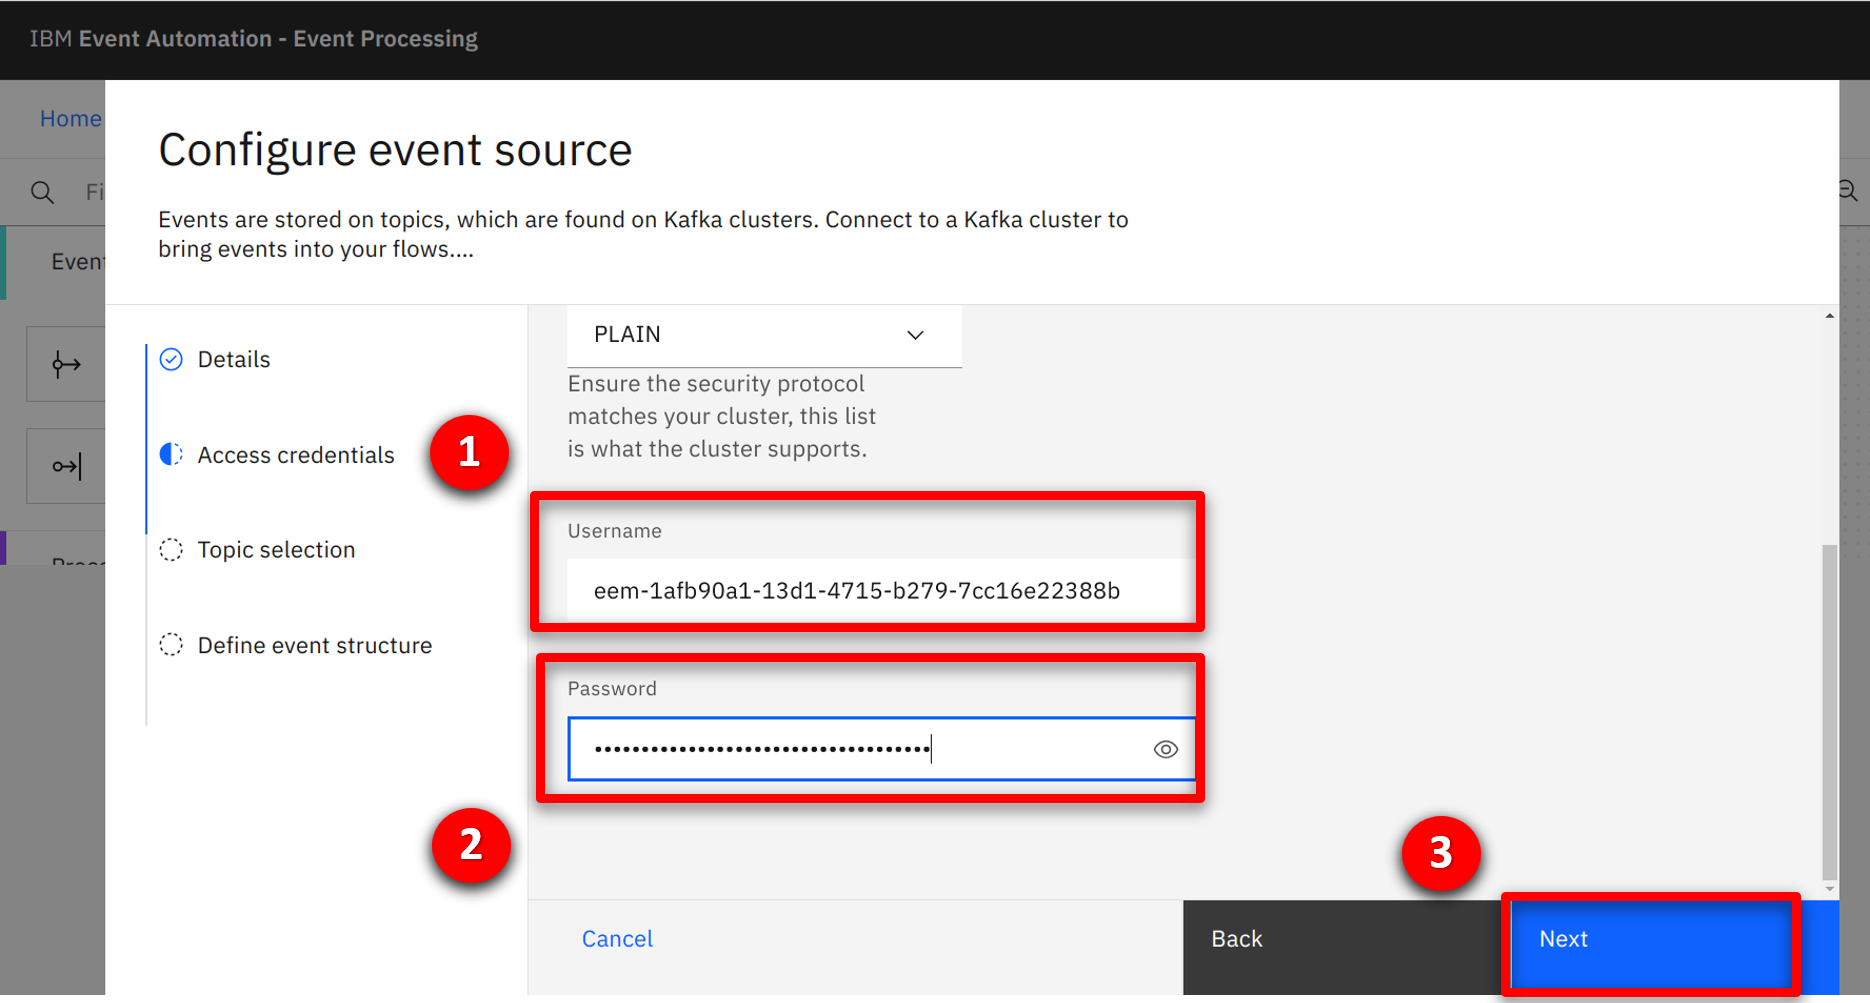 IBM Event Automation - Event Processing
Home
Configure event source
Fi
Events are stored on topics, which are found on Kafka clusters. Connect to a Kafka cluster to
bring events into your flows....
Event
Details
Access credentials
1
Topic selection
Define event structure
PLAIN
Ensure the security protocol
matches your cluster, this list
is what the cluster supports.
Username
eem-1afb90a1-13d1-4715-b279-7cc16e22388b
Password
2
3
Cancel
Back
Next